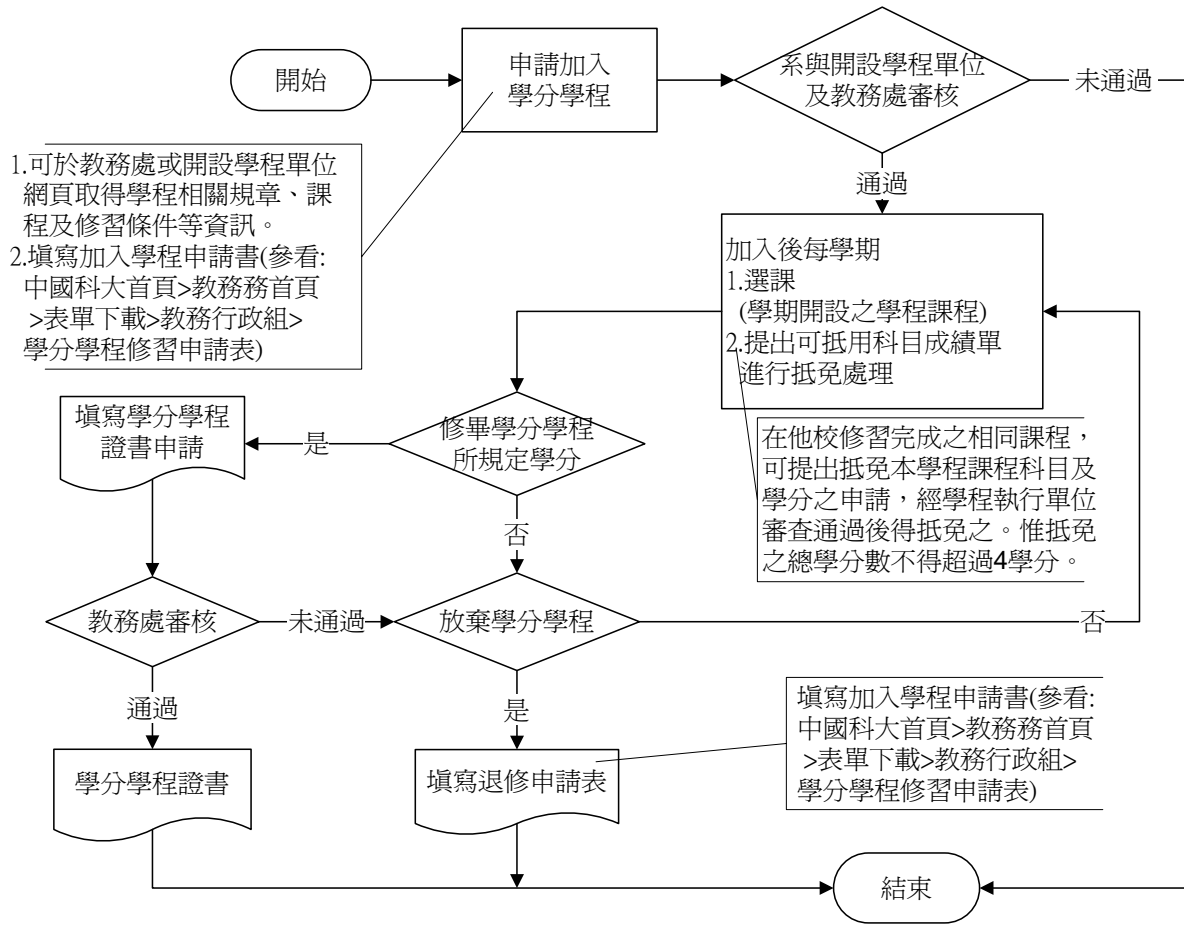 開始
申請加入
學分學程
系與開設學程單位
及教務處審核
未通過
1.可於教務處或開設學程單位
網頁取得學程相關規章、課
程及修習條件等資訊。
2.填寫加入學程申請書(參看:
中國科大首頁>教務務首頁
>表單下載>教務行政組>
學分學程修習申請表)
通過
加入後每學期
1.選課
(學期開設之學程課程)
2.提出可抵用科目成績單
進行抵免處理
在他校修習完成之相同課程，
可提出抵免本學程課程科目及
學分之申請，經學程執行單位
審查通過後得抵免之。惟抵免
之總學分數不得超過4學分。
修畢學分學程
所規定學分
是
填寫學分學程
證書申請
否
教務處審核
未通過
放棄學分學程
否
通過
是
學分學程證書
填寫退修申請表
填寫加入學程申請書(參看:
中國科大首頁>教務務首頁
>表單下載>教務行政組>
學分學程修習申請表)
結束